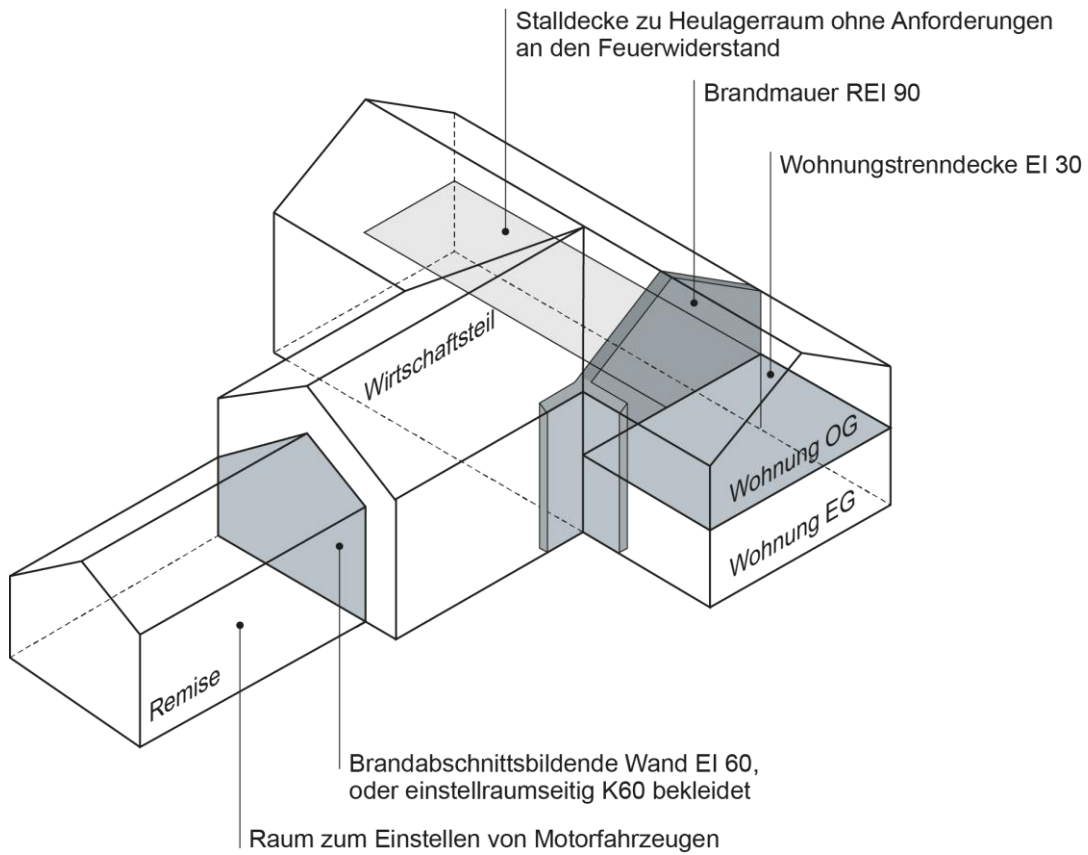 Stalldecke zu Heulagerraum ohne Anforderungen
an den Feuerwiderstand
Brandmauer REI 90
Wohnungstrenndecke EI 30
Wirtschaftsteil
Wohnung OG
Wohnung EG
Remise
Brandabschnittsbildende Wand EI 60,
oder einstellraumseitig K60 bekleidet
Raum zum Einstellen von Motorfahrzeugen